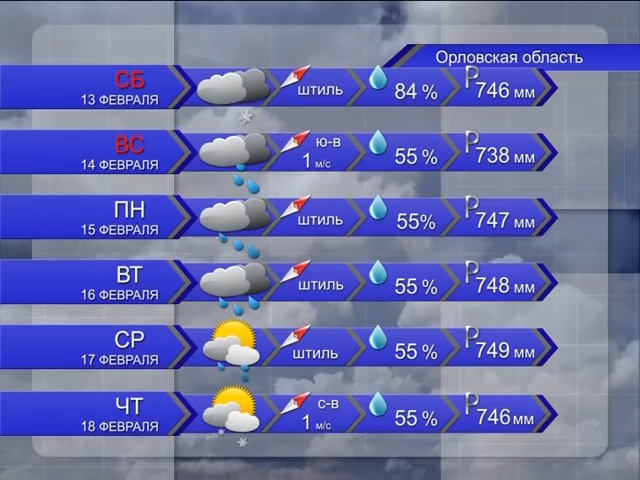 Орловская область
СБ
13 ФЕВРАЛЯ
штиль
84 %
Р 746 мм
ВС
14 ФЕВРАЛЯ
ю-в
1 м/с
55 %
Р 738 мм
ПН
15 ФЕВРАЛЯ
штиль
55%
Р 747 мм
ВТ
16 ФЕВРАЛЯ
штиль
55 %
Р 748 мм
СР
17 ФЕВРАЛЯ
штиль
55 %
Р 749 мм
ЧТ
18 ФЕВРАЛЯ
с-в
1 м/с
55 %
Р 746 мм